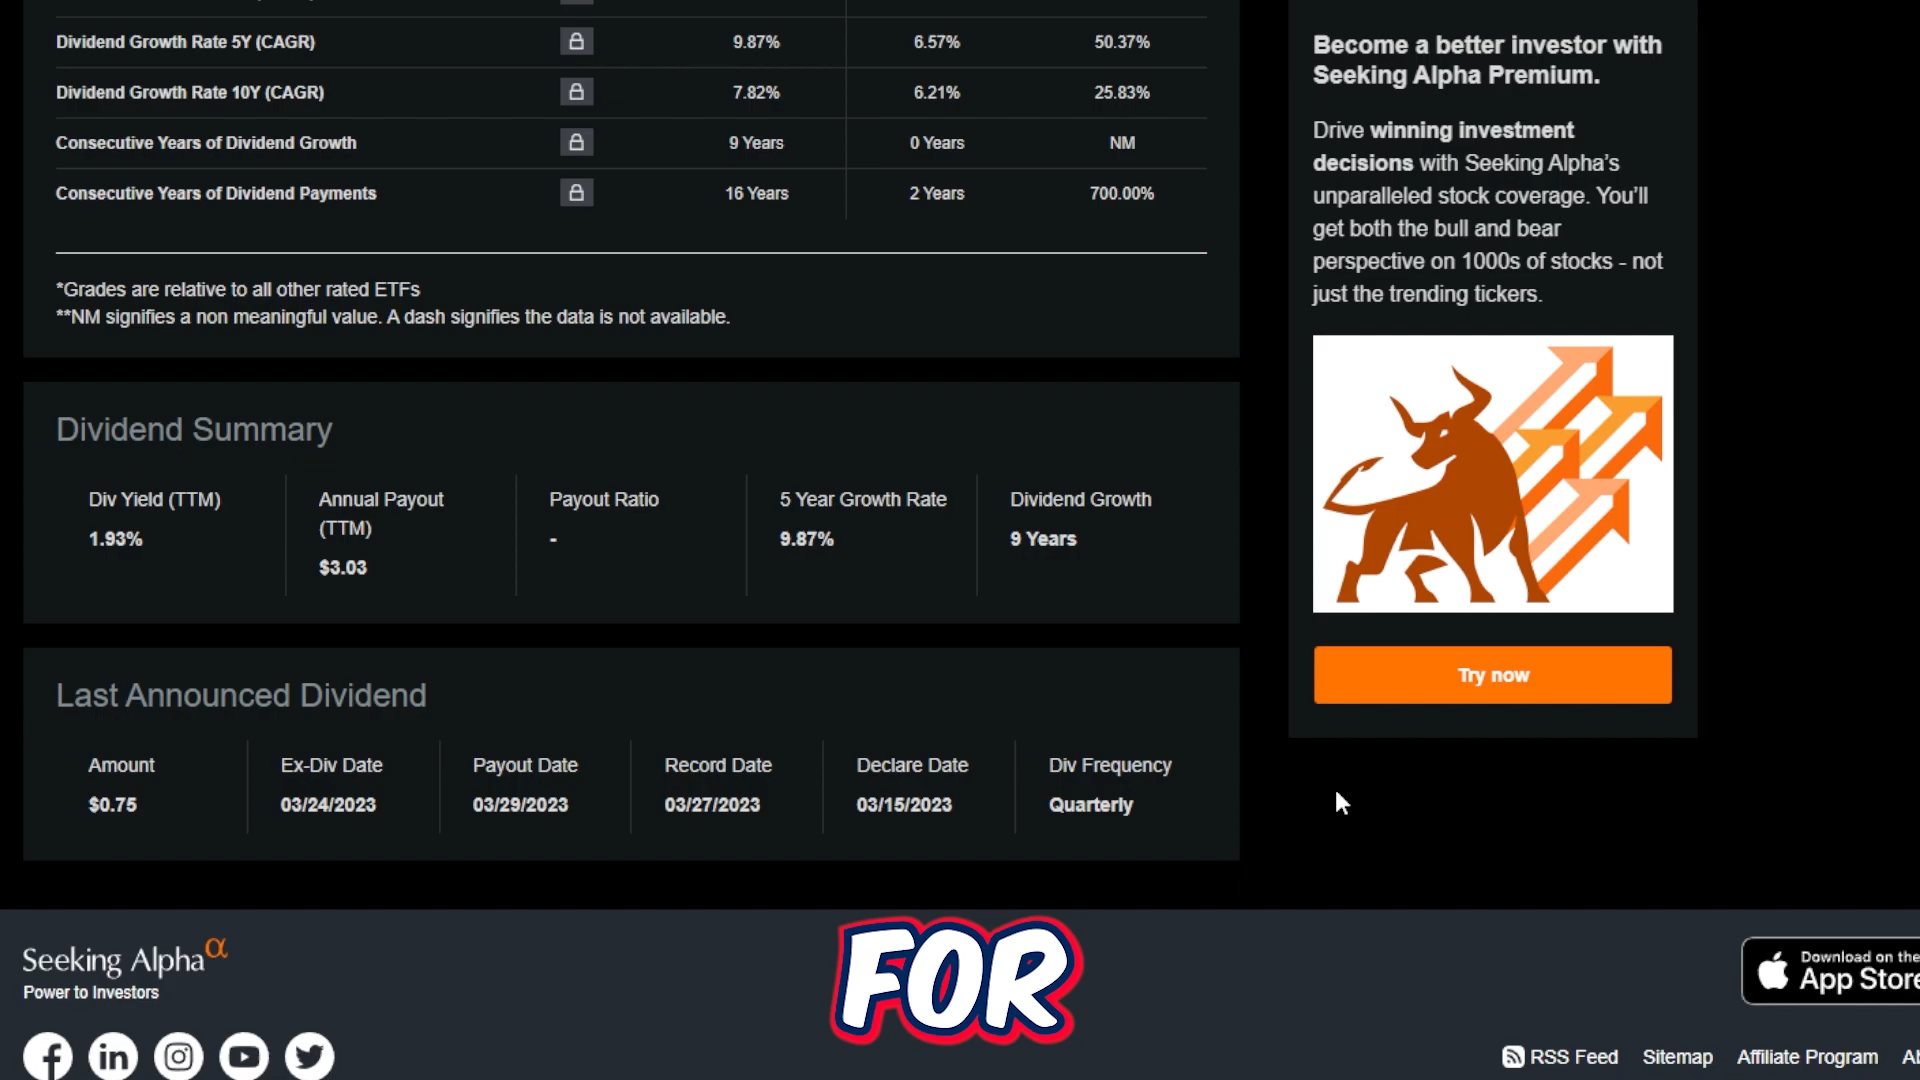 Dividend Growth Rate 5Y (CAGR) 9.87% 6.57% 50.37%
Dividend Growth Rate 10Y (CAGR) 7.82% 6.21% 25.83%
Consecutive Years of Dividend Growth 9 Years 0 Years NM
Consecutive Years of Dividend Payments 16 Years 2 Years 700.00%
*Grades are relative to all other rated ETFs
**NM signifies a non meaningful value. A dash signifies the data is not available.
Dividend Summary
Div Yield (TTM)
1.93%
Annual Payout
(TTM)
$3.03
Payout Ratio
-
5 Year Growth Rate
9.87%
Dividend Growth
9 Years
Last Announced Dividend
Amount
$0.75
Ex-Div Date
03/24/2023
Payout Date
03/29/2023
Record Date
03/27/2023
Declare Date
03/15/2023
Div Frequency
Quarterly
Become a better investor with
Seeking Alpha Premium.
Drive winning investment
decisions with Seeking Alpha's
unparalleled stock coverage. You'll
get both the bull and bear
perspective on 1000s of stocks - not
just the trending tickers.
Try now
Seeking Alpha α
Power to Investors
FOR
Download on the
App Store
RSS Feed Sitemap Affiliate Program